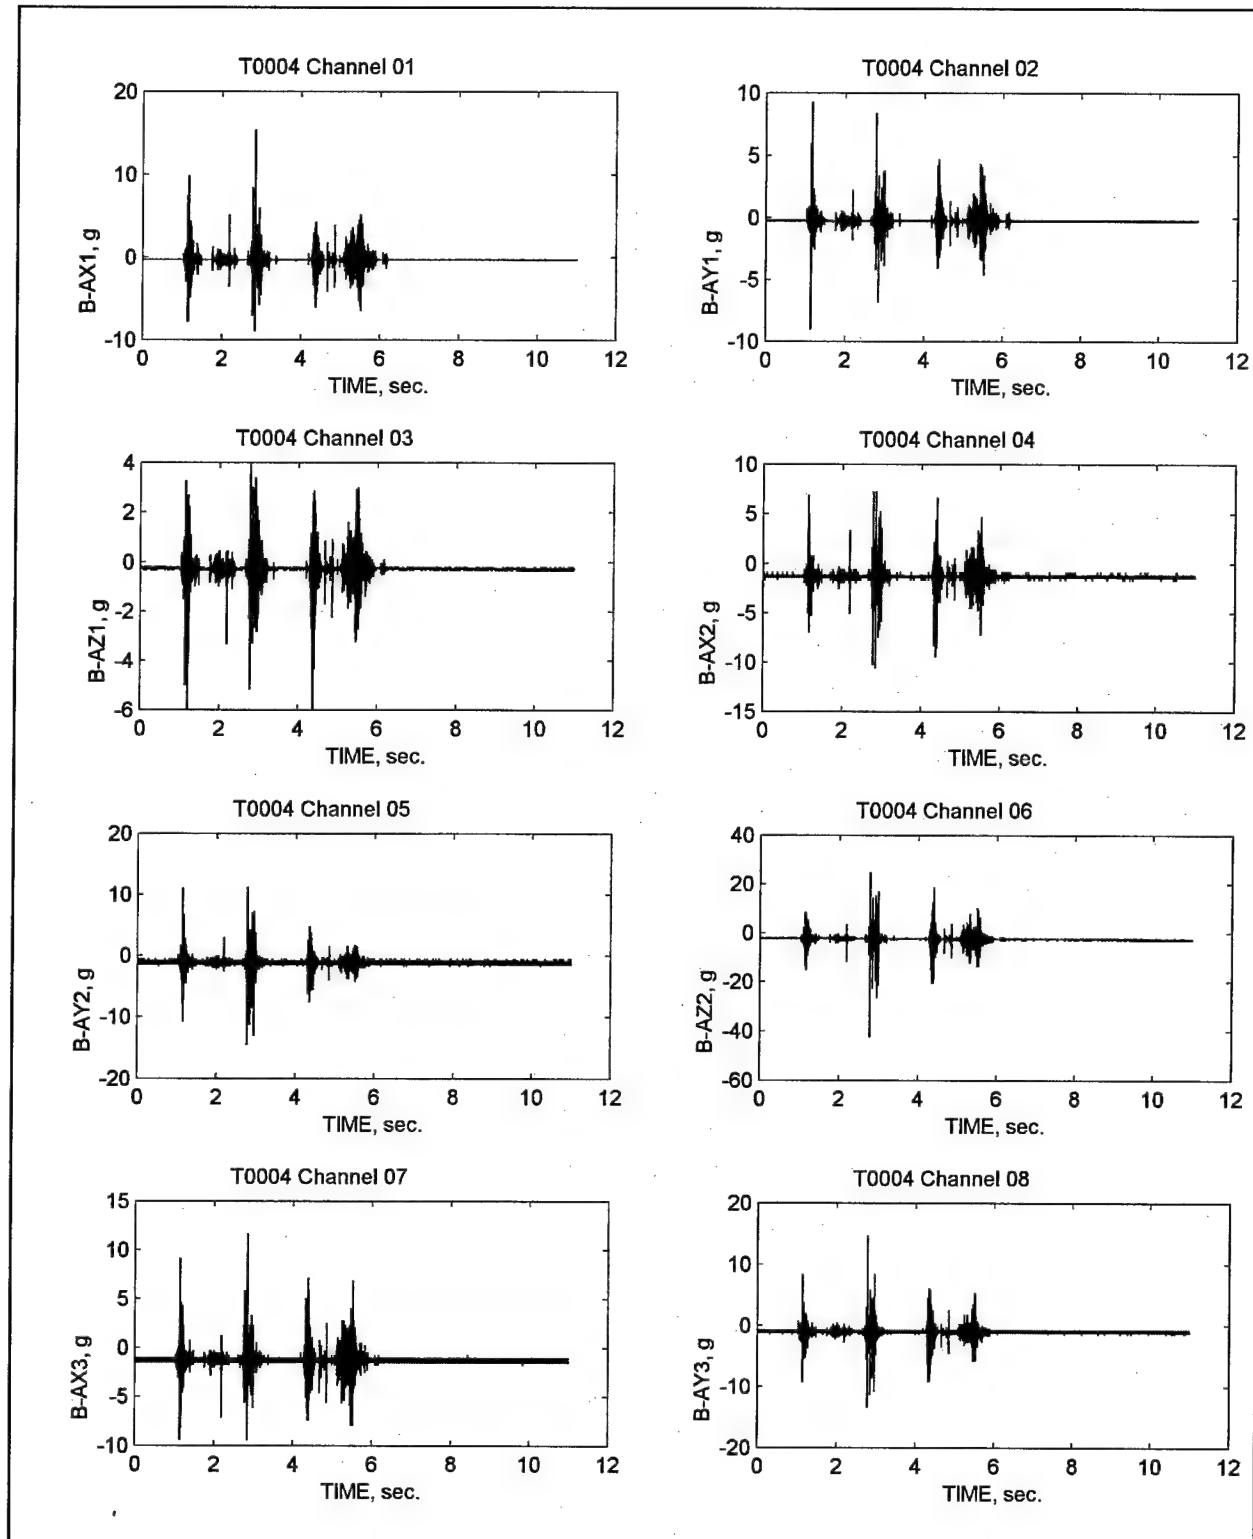 T0004 Channel 01
20
10
0
-10
B-AX1, g
0 2 4 6 8 10 12
TIME, sec.
T0004 Channel 02
10
5
0
-5
-10
B-AY1, g
0 2 4 6 8 10 12
TIME, sec.
T0004 Channel 03
4
2
0
-2
-4
-6
B-AZ1, g
0 2 4 6 8 10 12
TIME, sec.
T0004 Channel 04
10
5
0
-5
-10
-15
B-AX2, g
0 2 4 6 8 10 12
TIME, sec.
T0004 Channel 05
20
10
0
-10
-20
B-AY2, g
0 2 4 6 8 10 12
TIME, sec.
T0004 Channel 06
40
20
0
-20
-40
-60
B-AZ2, g
0 2 4 6 8 10 12
TIME, sec.
T0004 Channel 07
15
10
5
0
-5
-10
B-AX3, g
0 2 4 6 8 10 12
TIME, sec.
T0004 Channel 08
20
10
0
-10
-20
B-AY3, g
0 2 4 6 8 10 12
TIME, sec.